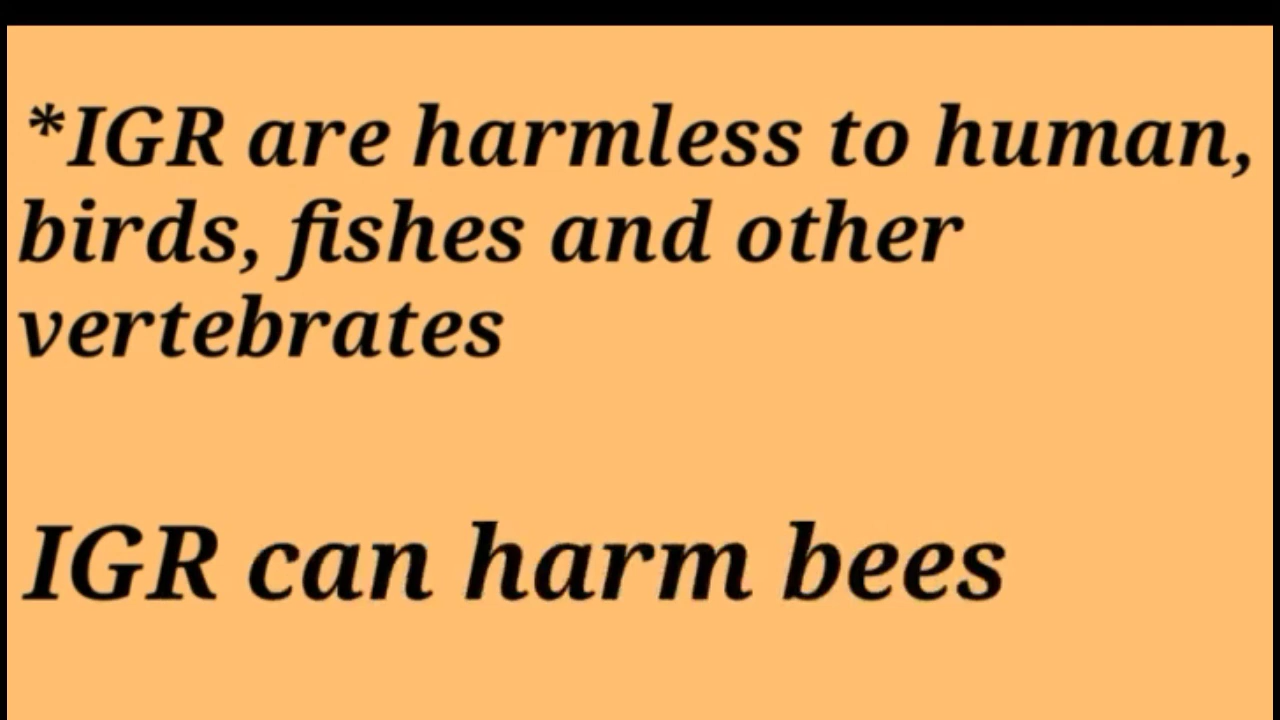 *IGR are harmless to human,
birds, fishes and other
vertebrates
IGR can harm bees